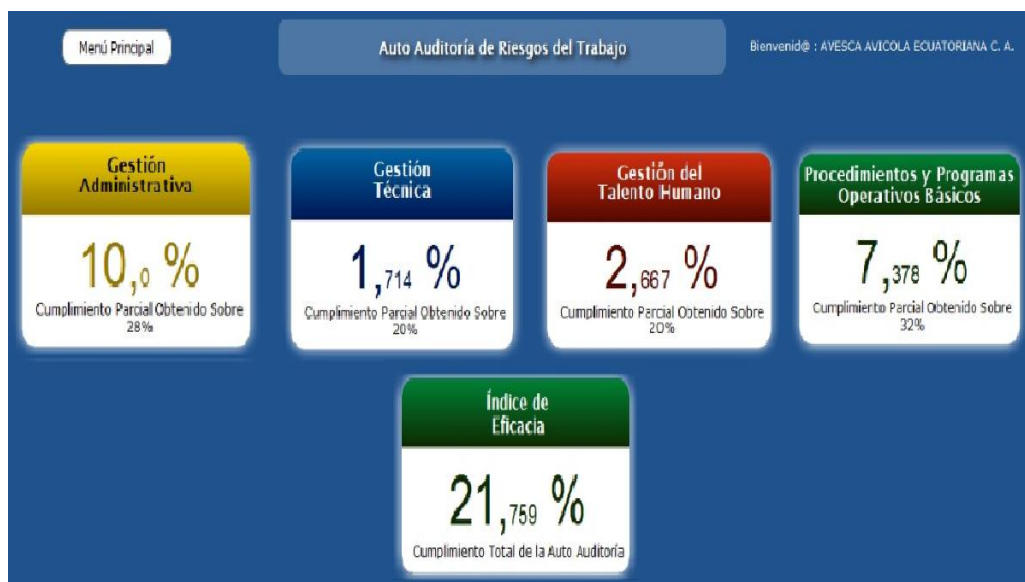 Menú Principal
Auto Auditoría de Riesgos del Trabajo
Bienvenid@ : AVESCA AVICOLA ECUATORIANA C. A.
Gestión
Administrativa
10,0 %
Cumplimiento Parcial Obtenido Sobre
28%
Gestión
Técnica
1,714 %
Cumplimiento Parcial Obtenido Sobre
20%
Gestión del
Talento Humano
2,667 %
Cumplimiento Parcial Obtenido Sobre
20%
Procedimientos y Programas
Operativos Básicos
7,378 %
Cumplimiento Parcial Obtenido Sobre
32%
Índice de
Eficacia
21,759 %
Cumplimiento Total de la Auto Auditoría